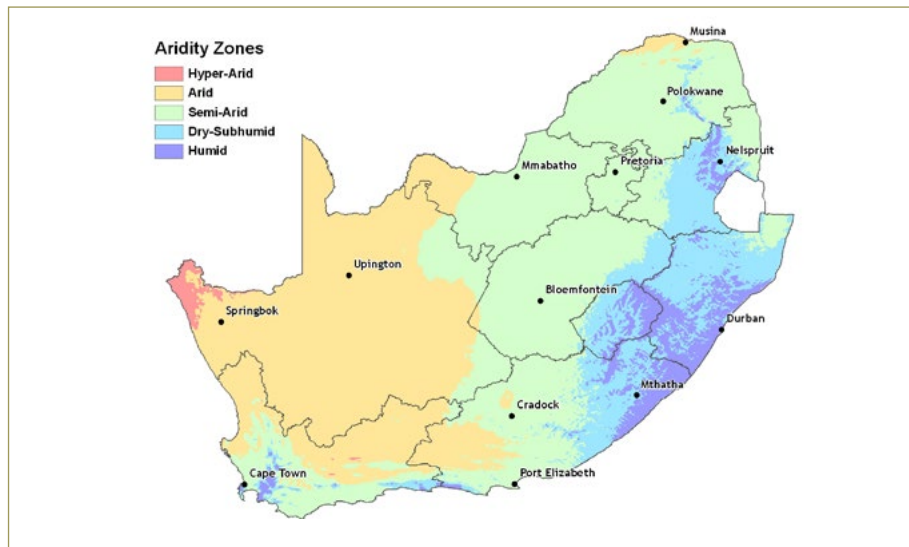 Aridity Zones
Hyper-Arid
Arid
Semi-Arid
Dry-Subhumid
Humid
Musina
Polokwane
Nelspruit
Mmabatho
Pretoria
Upington
Bloemfontein
Springbok
Durban
Mthatha
Cradock
Cape Town
Port Elizabeth